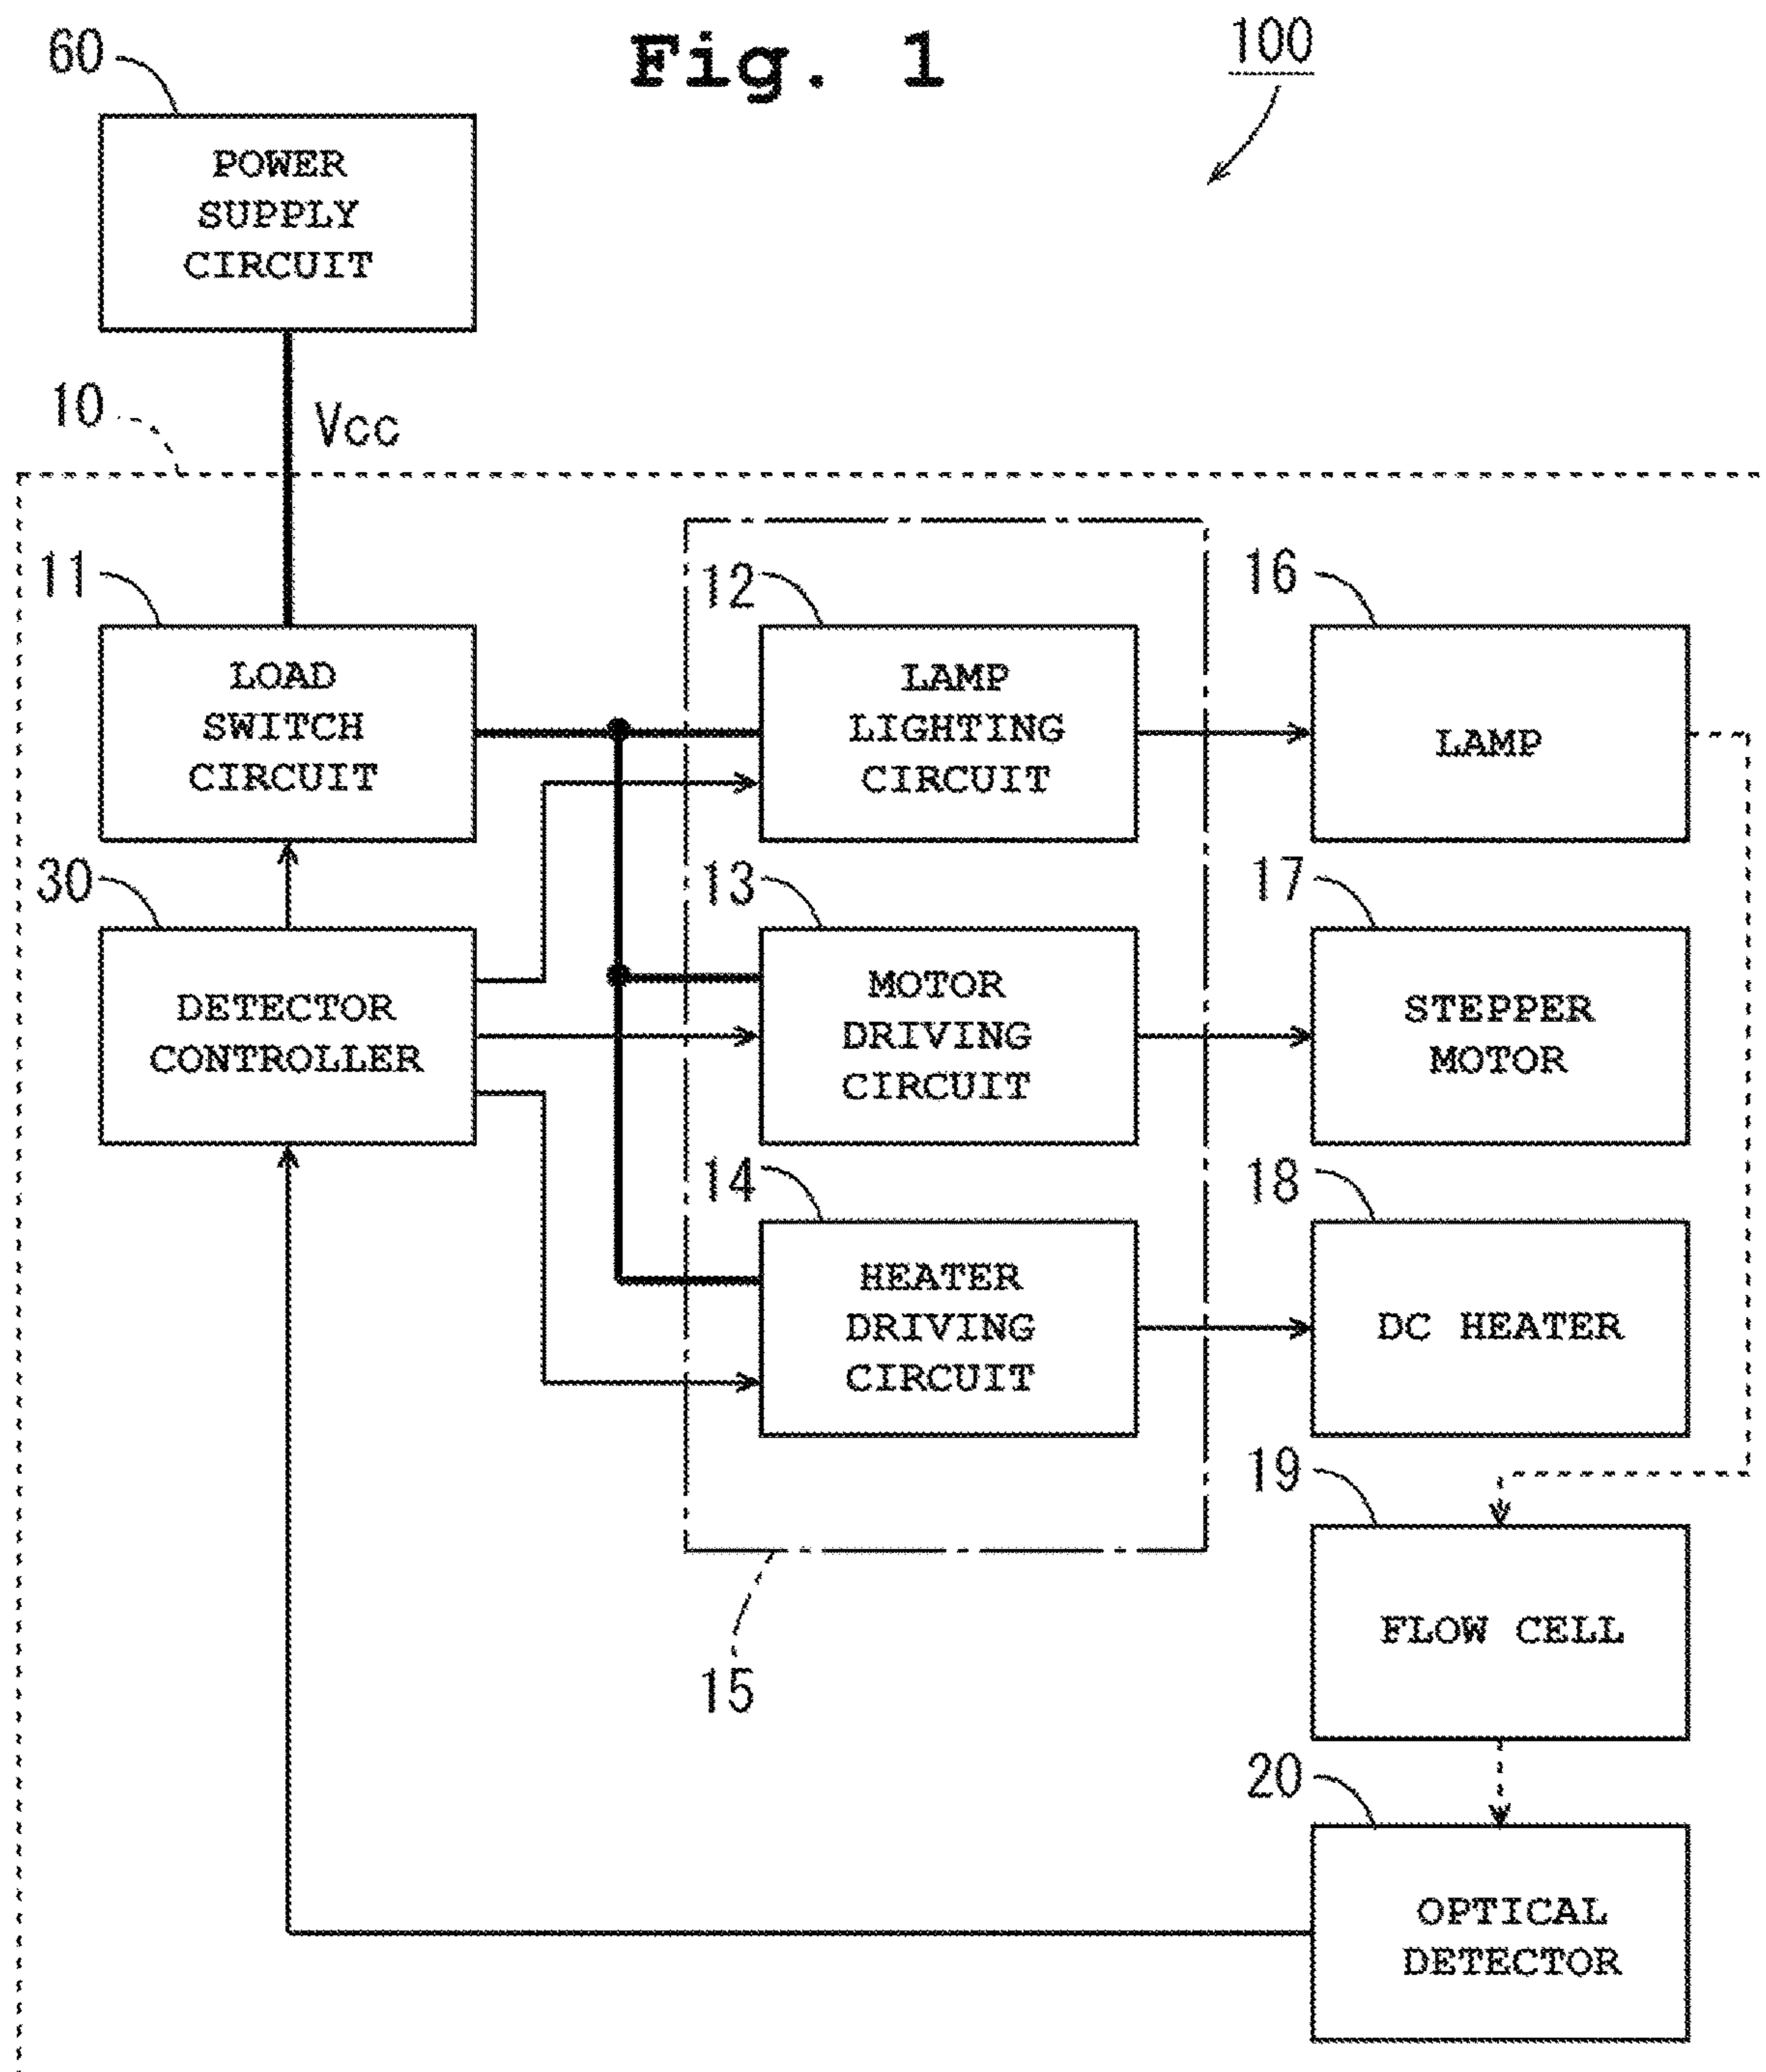 Fig. 1
100
60
POWER
SUPPLY
CIRCUIT
10
Vcc
11
LOAD
SWITCH
CIRCUIT
12
LAMP
LIGHTING
CIRCUIT
16
LAMP
30
DETECTOR
CONTROLLER
13
MOTOR
DRIVING
CIRCUIT
17
STEPPER
MOTOR
14
HEATER
DRIVING
CIRCUIT
18
DC HEATER
15
19
FLOW CELL
20
OPTICAL
DETECTOR